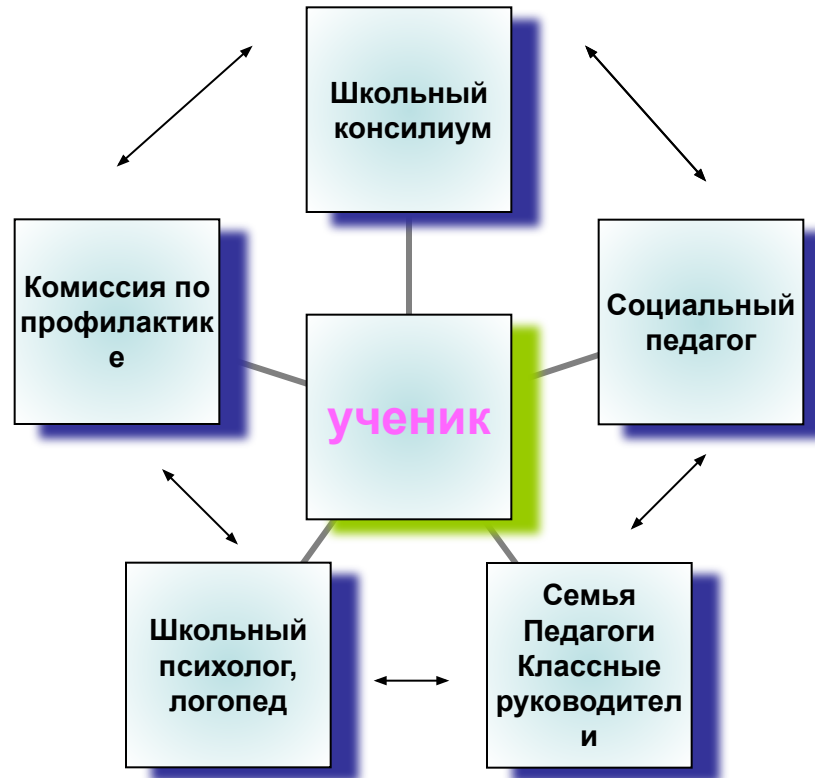 Школьный
консилиум
Комиссия по
профилактик
е
Социальный
педагог
ученик
Школьный
психолог,
логопед
Семья
Педагоги
Классные
руководител
и